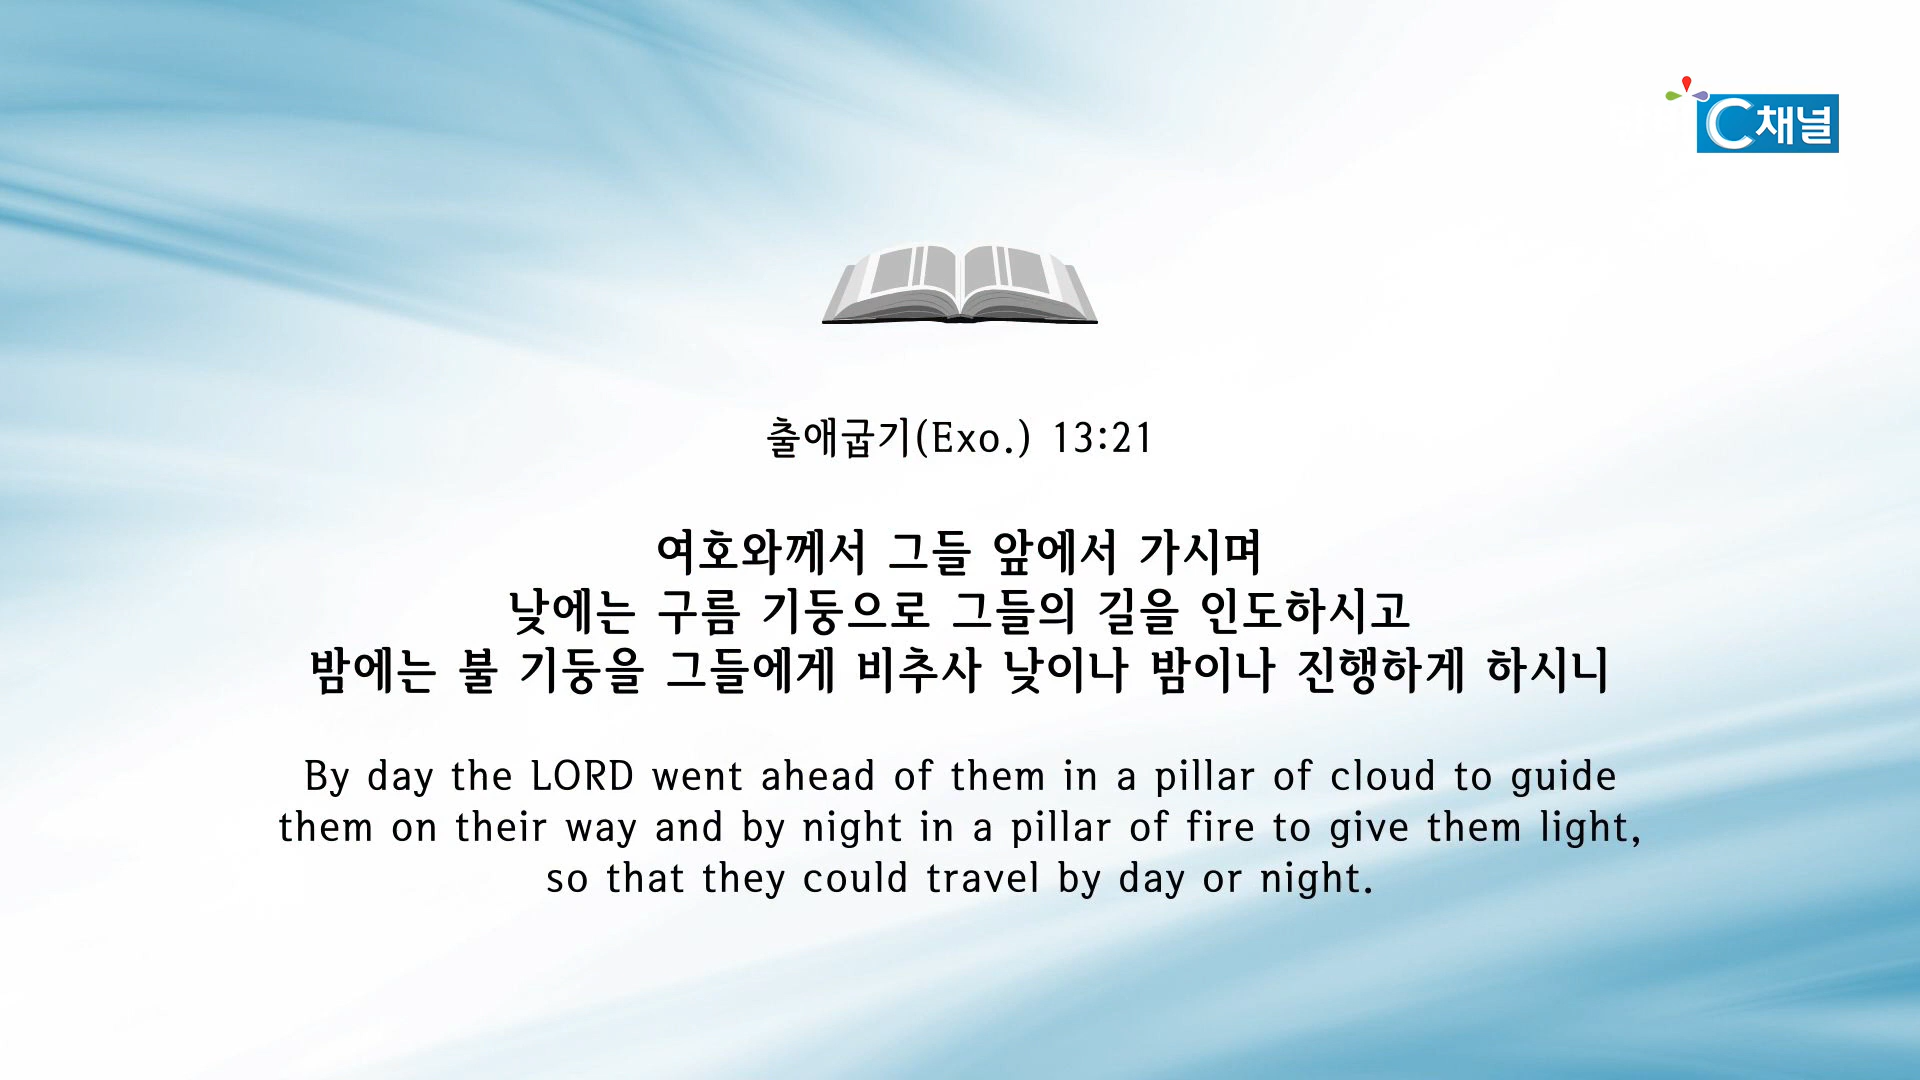 C채널
출애굽기(Exo.) 13:21
여호와께서 그들 앞에서 가시며
낮에는 구름 기둥으로 그들의 길을 인도하시고
밤에는 불 기둥을 그들에게 비추사 낮이나 밤이나 진행하게 하시니
By day the LORD went ahead of them in a pillar of cloud to guide
them on their way and by night in a pillar of fire to give them light,
so that they could travel by day or night.